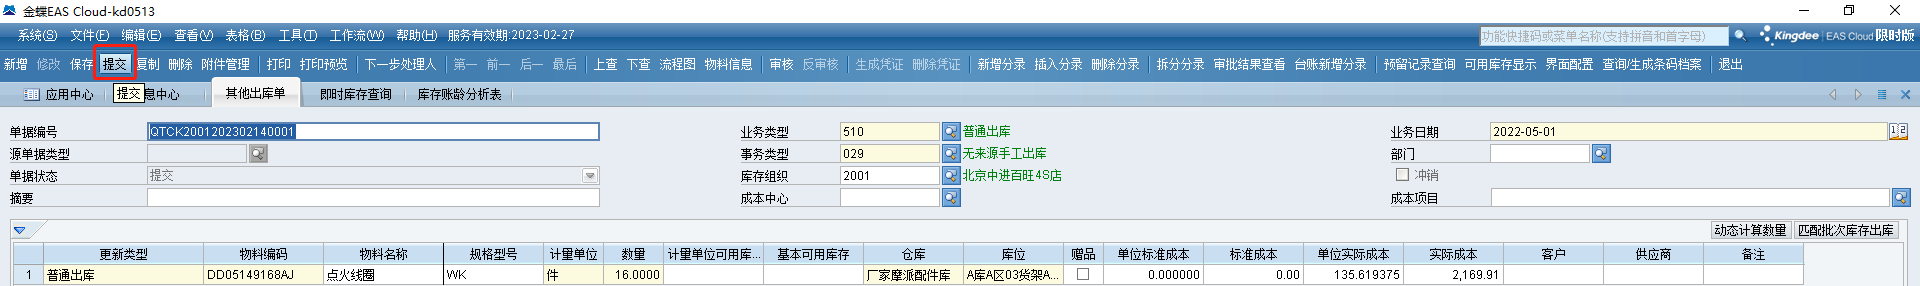 金蝶EAS Cloud-kd0513
系统(S) 文件(F) 编辑(E) 查看(V) 表格(B) 工具(T) 工作流(W) 帮助(H) 服务有效期:2023-02-27 功能快捷码或菜单名称(支持拼音和首字母) Kingdee EAS Cloud 限时版
新增 修改 保存 提交 复制 删除 附件管理 打印 打印预览 下一步处理人 第一 前一 后一 最后 上查 下查 流程图 物料信息 审核 反审核 生成凭证 删除凭证 新增分录 插入分录 删除分录 拆分分录 审批结果查看 台账新增分录 预留记录查询 可用库存显示 界面配置 查询/生成条码档案 退出
应用中心 提交 息中心 其他出库单 即时库存查询 库存账龄分析表
单据编号 QTCK2001202302140001 业务类型 510 普通出库 业务日期 2022-05-01
源单据类型 事务类型 029 无来源手工出库 部门
单据状态 提交 库存组织 2001 北京中进百旺4S店 冲销
摘要 成本中心 成本项目
动态计算数量 匹配批次库存出库
更新类型 物料编码 物料名称 规格型号 计量单位 数量 计量单位可用库... 基本可用库存 仓库 库位 赠品 单位标准成本 标准成本 单位实际成本 实际成本 客户 供应商 备注
1 普通出库 DD05149168AJ 点火线圈 WK 件 16.0000 厂家摩派配件库 A库A区03货架A... 0.000000 0.00 135.619375 2,169.91